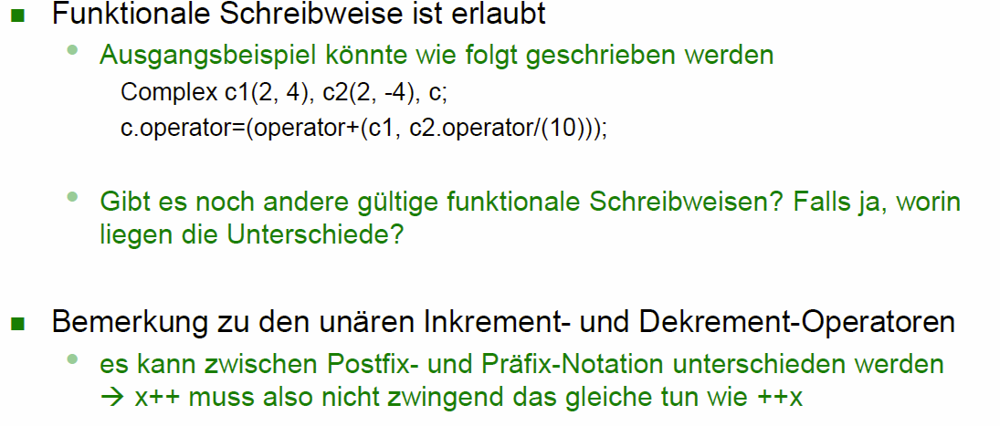 Funktionale Schreibweise ist erlaubt
Ausgangsbeispiel könnte wie folgt geschrieben werden
Complex c1(2, 4), c2(2, -4), c;
c.operator=(operator+(c1, c2.operator/(10)));
Gibt es noch andere gültige funktionale Schreibweisen? Falls ja, worin
liegen die Unterschiede?
Bemerkung zu den unären Inkrement- und Dekrement-Operatoren
es kann zwischen Postfix- und Präfix-Notation unterschieden werden
→ x++ muss also nicht zwingend das gleiche tun wie ++x